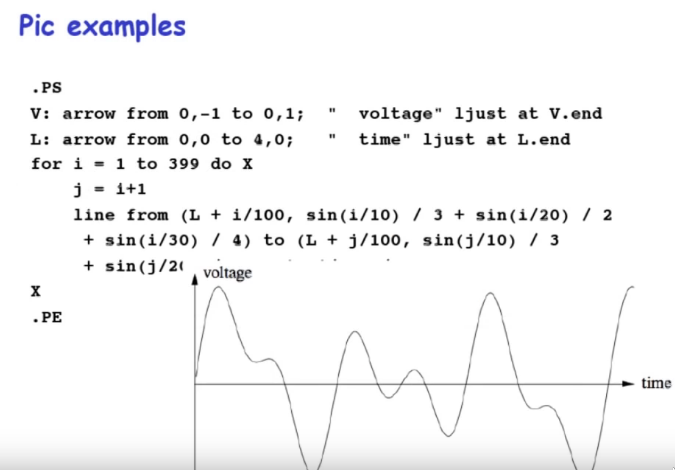 Pic examples
.PS
V: arrow from 0,-1 to 0,1; " voltage" ljust at V.end
L: arrow from 0,0 to 4,0; " time" ljust at L.end
for i = 1 to 399 do X
j = i+1
line from (L + i/100, sin(i/10) / 3 + sin(i/20) / 2
+ sin(i/30) / 4) to (L + j/100, sin(j/10) / 3
+ sin(j/2
X
.PE
voltage
time